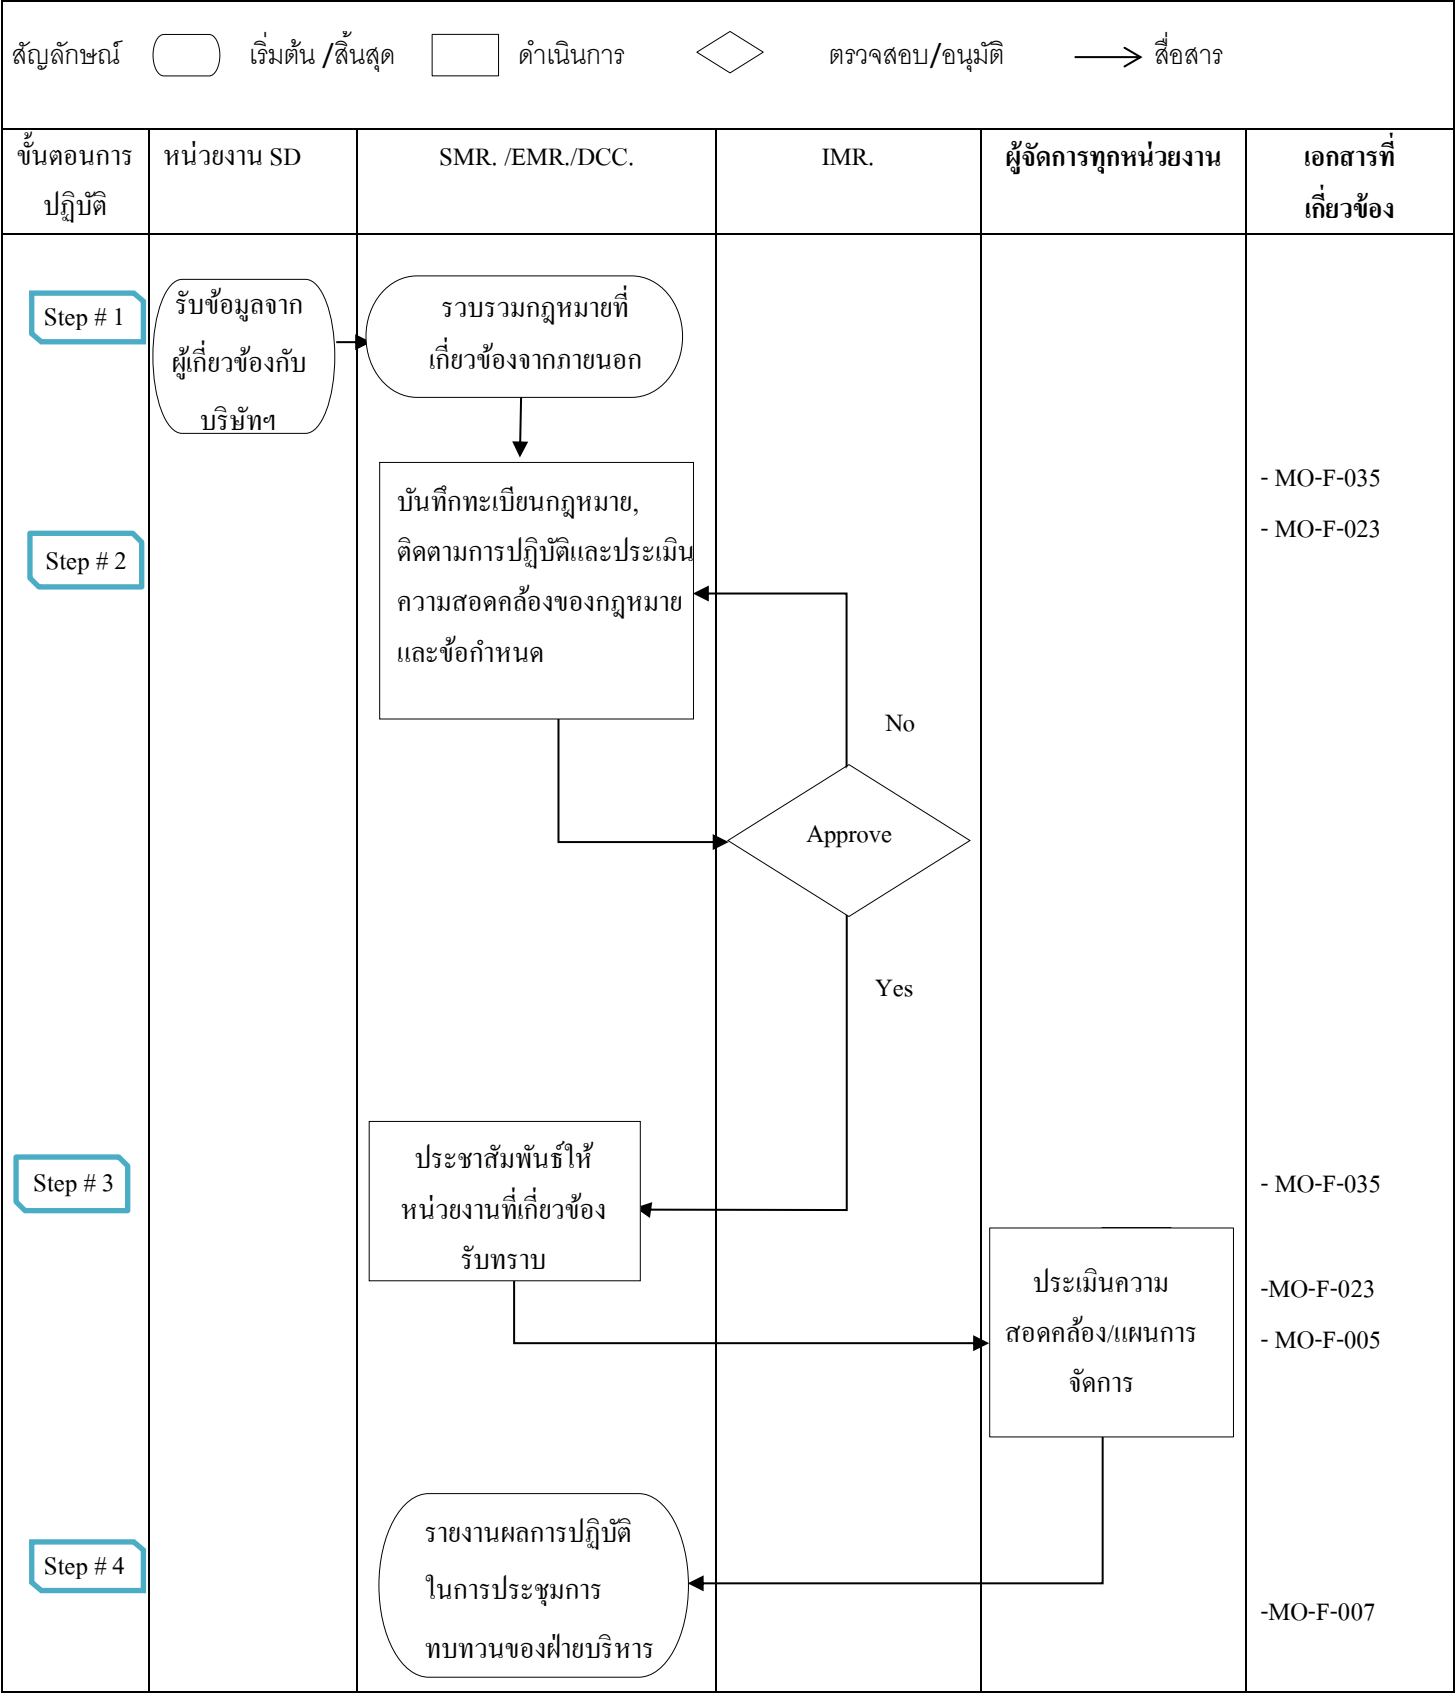 สัญลักษณ์ เริ่มต้น /สิ้นสุด ดำเนินการ ตรวจสอบ/อนุมัติ สื่อสาร
ขั้นตอนการ
ปฏิบัติ
หน่วยงาน SD
SMR. /EMR./DCC.
IMR.
ผู้จัดการทุกหน่วยงาน
เอกสารที่
เกี่ยวข้อง
Step # 1
รับข้อมูลจาก
ผู้เกี่ยวข้องกับ
บริษัทฯ
รวบรวมกฎหมายที่
เกี่ยวข้องจากภายนอก
Step # 2
บันทึกทะเบียนกฎหมาย,
ติดตามการปฏิบัติและประเมิน
ความสอดคล้องของกฎหมาย
และข้อกำหนด
- MO-F-035
- MO-F-023
No
Approve
Yes
Step # 3
ประชาสัมพันธ์ให้
หน่วยงานที่เกี่ยวข้อง
รับทราบ
ประเมินความ
สอดคล้อง/แผนการ
จัดการ
- MO-F-035
-MO-F-023
- MO-F-005
Step # 4
รายงานผลการปฏิบัติ
ในการประชุมการ
ทบทวนของฝ่ายบริหาร
-MO-F-007